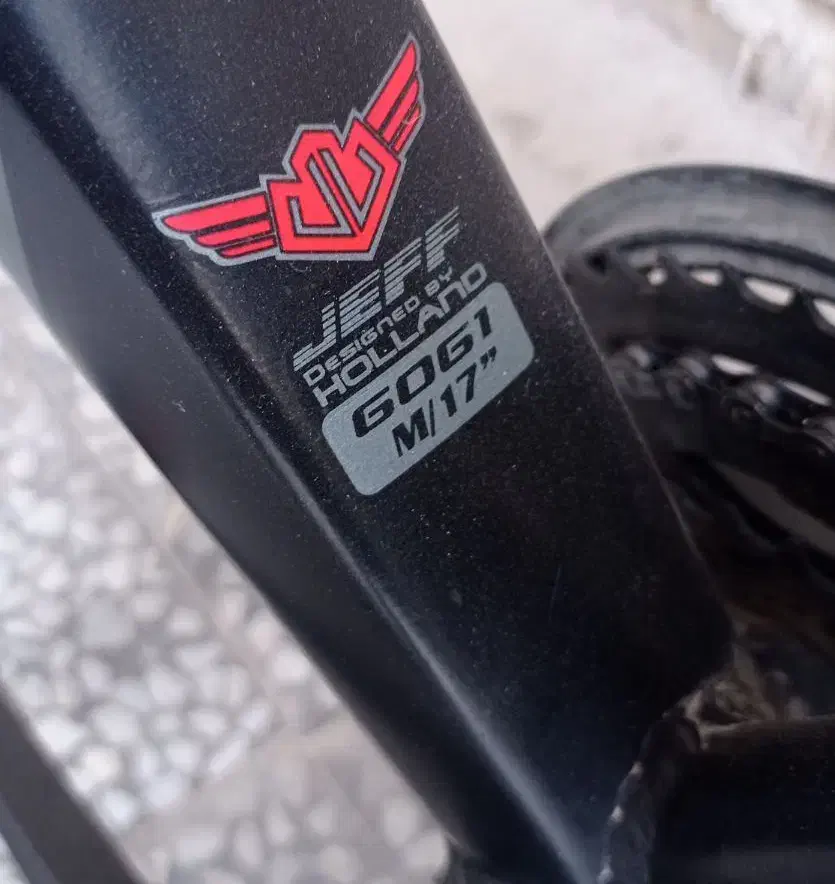 JEFF
DESIGNED BY
HOLLAND
6061
M/17"